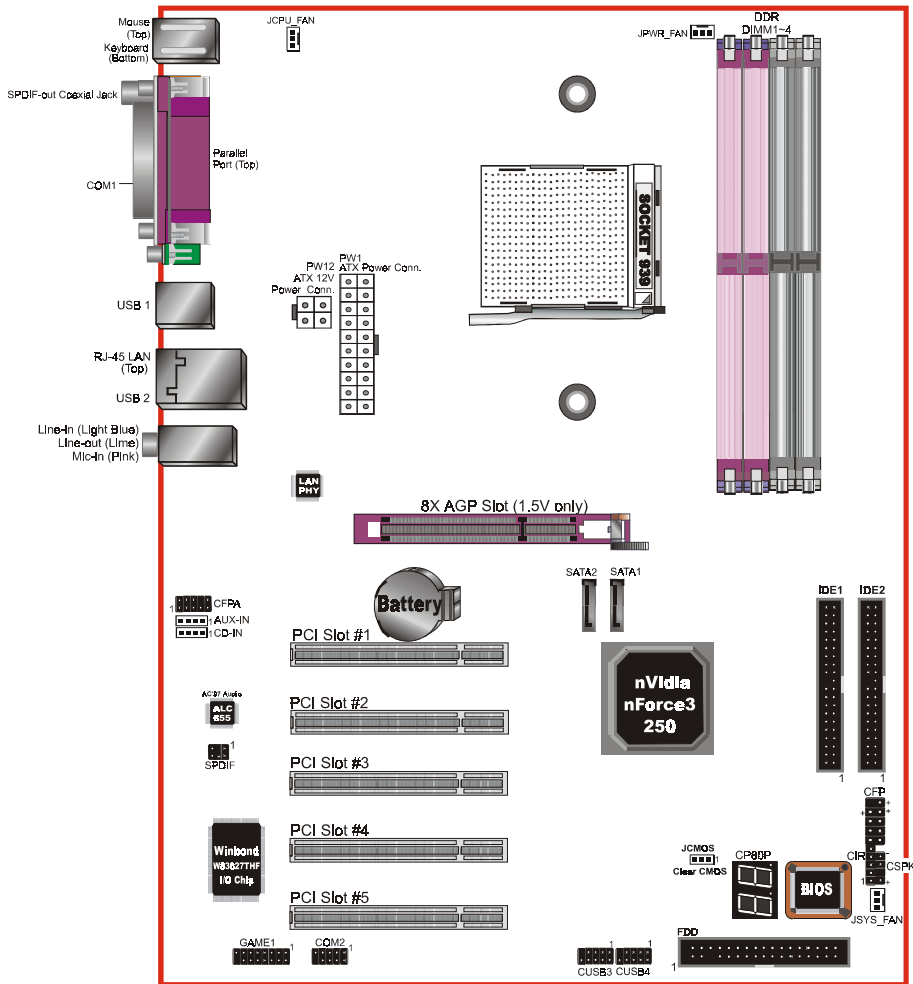 Mouse
(Top)
Keyboard
(Bottom)
JCPU_FAN
JPWR_FAN
DDR
DIMM1~4
SPDIF-out Coaxial Jack
Parallel
Port (Top)
COM1
SOCKET 939
PW12
ATX 12V
Power Conn.
PW1
ATX Power Conn.
USB 1
RJ-45 LAN
(Top)
USB 2
Line-in (Light Blue)
Line-out (Lime)
Mic-in (Pink)
LAN
PHY
8X AGP Slot (1.5V only)
SATA2
SATA1
IDE1
IDE2
Battery
1
CFPA
1
AUX-IN
1
CD-IN
PCI Slot #1
AC'97 Audio
ALC
655
PCI Slot #2
nVidia
nForce3
250
1
SPDIF
PCI Slot #3
1
1
CFP
+
+
+
Winbond
W83627THF
I/O Chip
PCI Slot #4
JCMOS
1
Clear CMOS
CP80P
BIOS
CIR
-
CSPK
1
+
JSYS_FAN
PCI Slot #5
GAME1
1
COM2
1
1
CUSB3
1
CUSB4
FDD
1